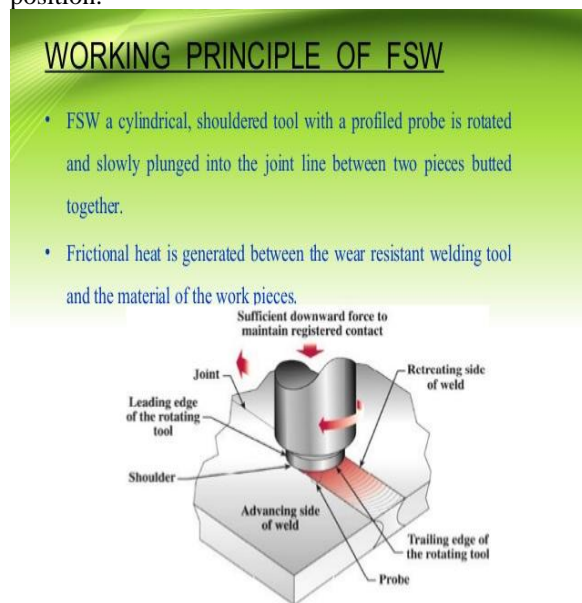 position.
WORKING PRINCIPLE OF FSW
• FSW a cylindrical, shouldered tool with a profiled probe is rotated
and slowly plunged into the joint line between two pieces butted
together.
• Frictional heat is generated between the wear resistant welding tool
and the material of the work pieces.
Sufficient downward force to
maintain registered contact
Joint
Retreating side
of weld
Leading edge
of the rotating
tool
Shoulder
Advancing side
of weld
Trailing edge of
the rotating tool
Probe